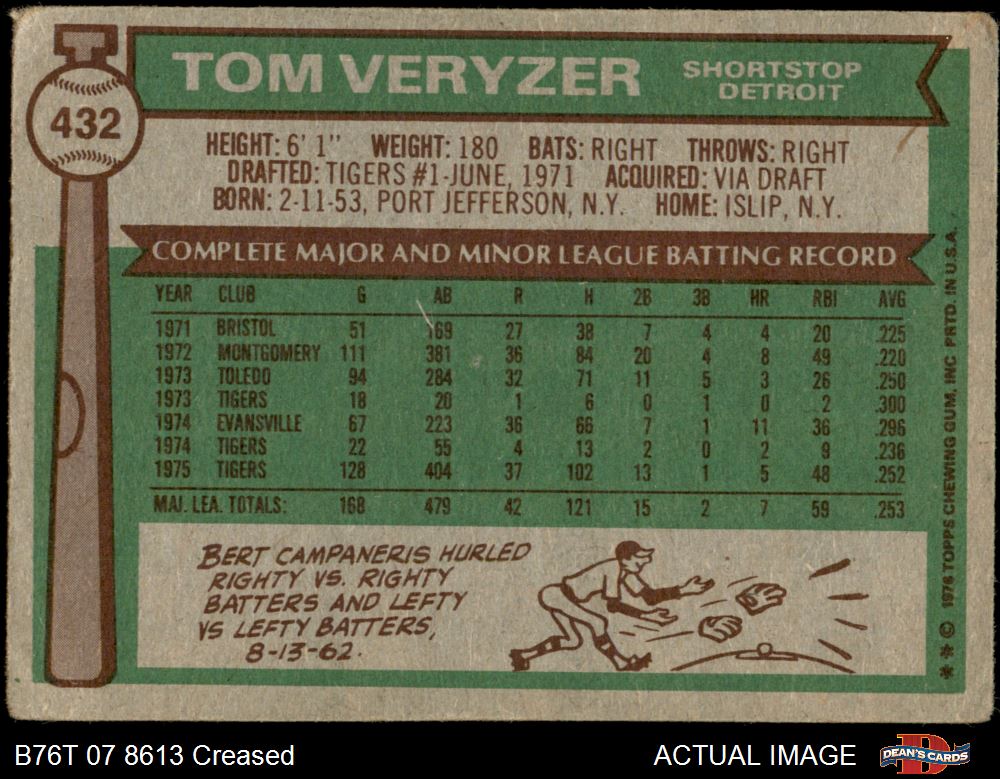 432
TOM VERYZER
SHORTSTOP
DETROIT
HEIGHT: 6' 1" WEIGHT: 180 BATS: RIGHT THROWS: RIGHT
DRAFTED: TIGERS #1-JUNE, 1971 ACQUIRED: VIA DRAFT
BORN: 2-11-53, PORT JEFFERSON, N.Y. HOME: ISLIP, N.Y.
COMPLETE MAJOR AND MINOR LEAGUE BATTING RECORD
YEAR CLUB G AB R H 2B 3B HR RBI AVG
1971 BRISTOL 51 169 27 38 7 4 4 20 .225
1972 MONTGOMERY 111 381 36 84 20 4 8 49 .220
1973 TOLEDO 94 284 32 71 11 5 3 26 .250
1973 TIGERS 18 20 1 6 0 1 0 2 .300
1974 EVANSVILLE 67 223 36 66 7 1 11 36 .296
1974 TIGERS 22 55 4 13 2 0 2 9 .236
1975 TIGERS 128 404 37 102 13 1 5 48 .252
MAJ. LEA. TOTALS: 168 479 42 121 15 2 7 59 .253
BERT CAMPANERIS HURLED
RIGHTY VS. RIGHTY
BATTERS AND LEFTY
VS LEFTY BATTERS,
8-13-62.
** © 1976 TOPPS CHEWING GUM, INC PRTD. IN U.S.A.
B76T 07 8613 Creased
ACTUAL IMAGE
DEAN'S CARDS